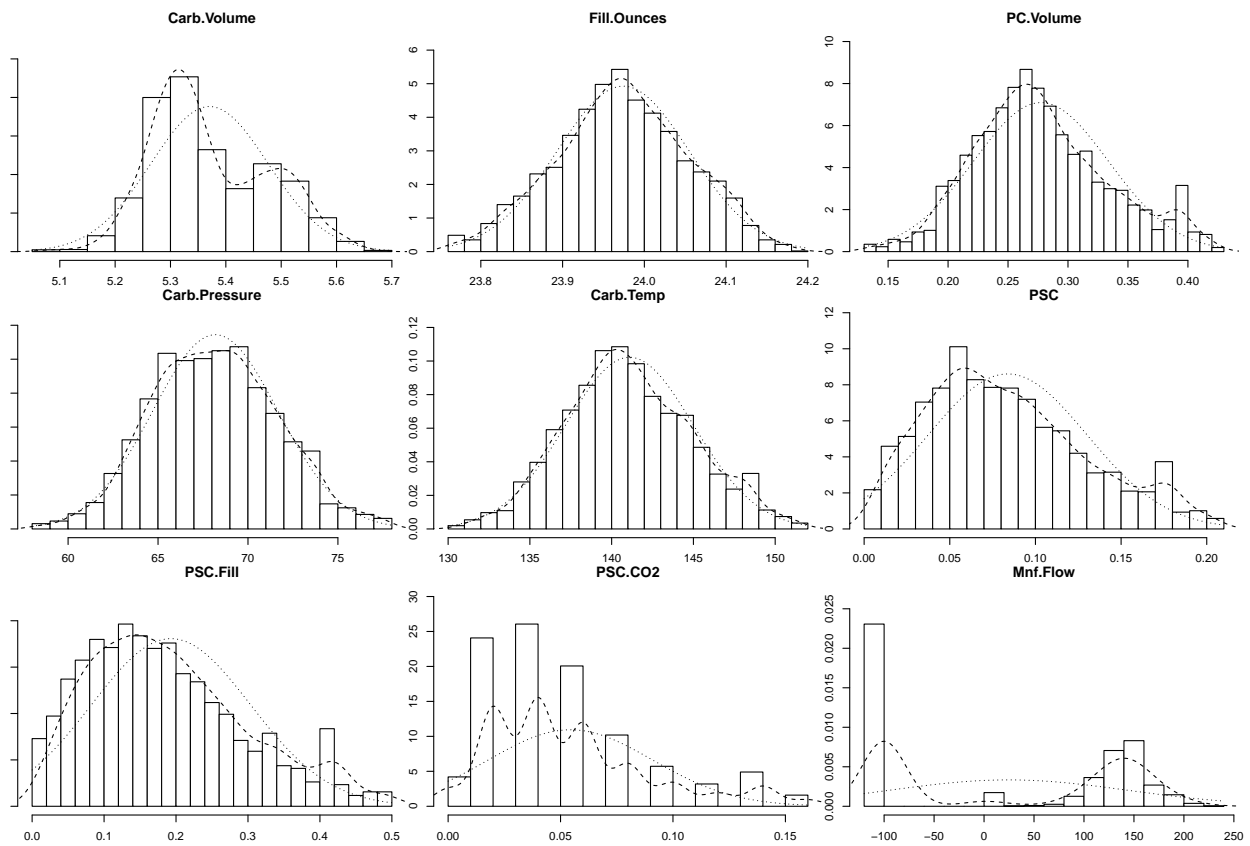 Carb.Volume
5.1 5.2 5.3 5.4 5.5 5.6 5.7
Fill.Ounces
0 1 2 3 4 5 6
23.8 23.9 24.0 24.1 24.2
PC.Volume
0 2 4 6 8 10
0.15 0.20 0.25 0.30 0.35 0.40
Carb.Pressure
60 65 70 75
Carb.Temp
0.00 0.02 0.04 0.06 0.08 0.10 0.12
130 135 140 145 150
PSC
0 2 4 6 8 10 12
0.00 0.05 0.10 0.15 0.20
PSC.Fill
0.0 0.1 0.2 0.3 0.4 0.5
PSC.CO2
0 5 10 15 20 25 30
0.00 0.05 0.10 0.15
Mnf.Flow
0.000 0.005 0.010 0.015 0.020 0.025
−100 −50 0 50 100 150 200 250